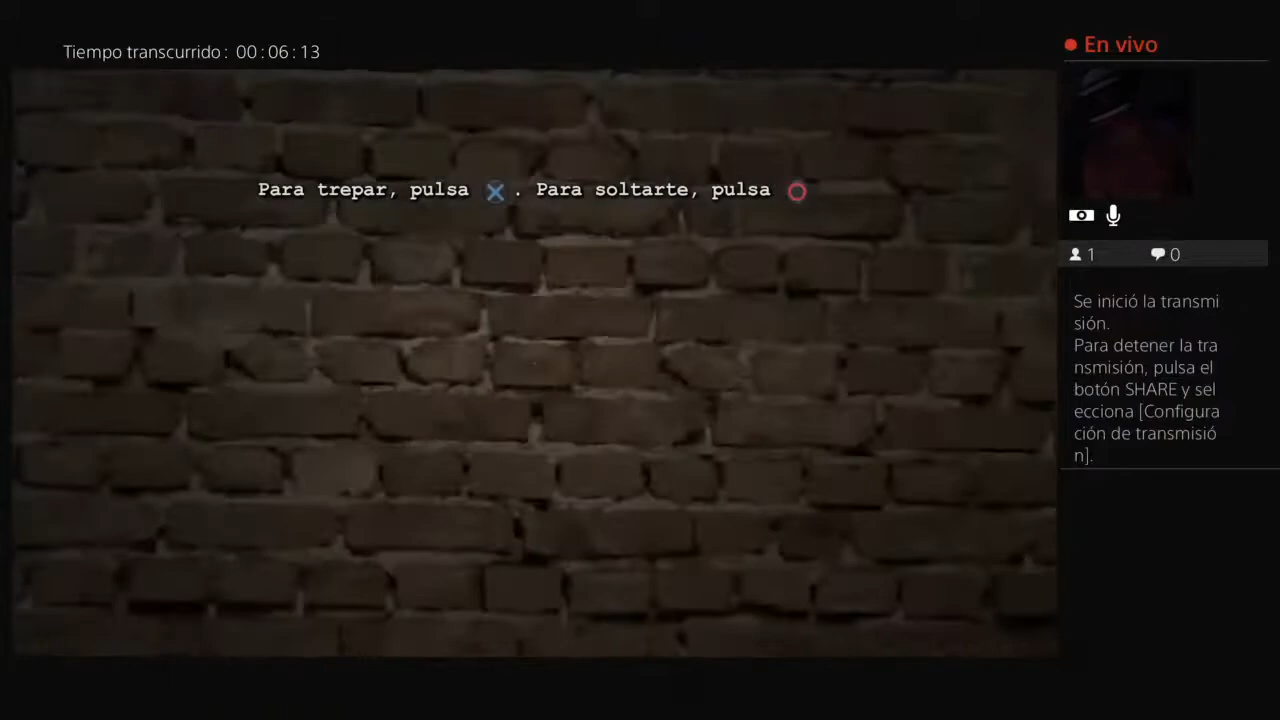 Tiempo transcurrido: 00:06:13
En vivo
Para trepar, pulsa . Para soltarte, pulsa
1
0
Se inició la transmi
sión.
Para detener la tra
nsmisión, pulsa el
botón SHARE y sel
ecciona [Configura
ción de transmisió
n].